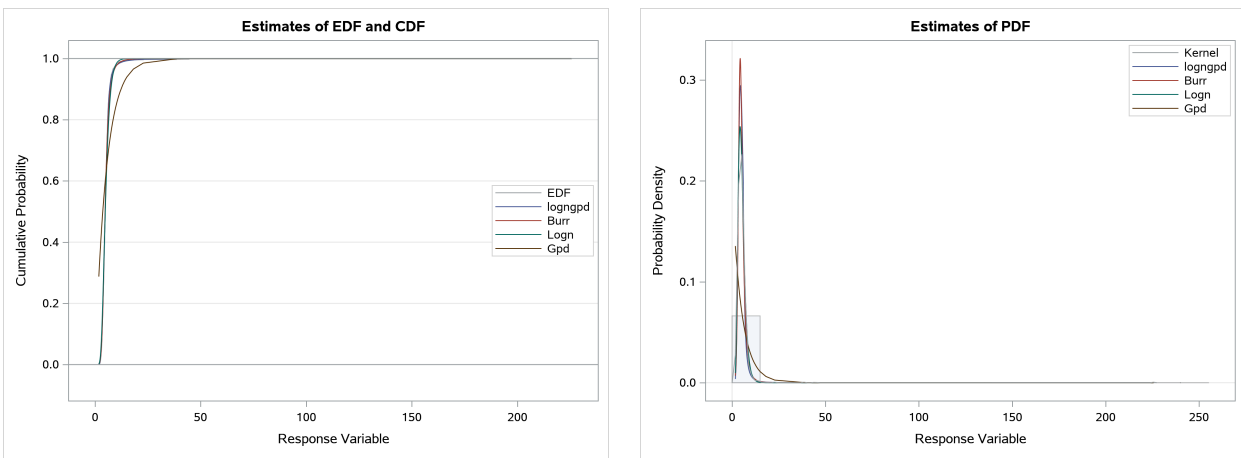 Estimates of EDF and CDF
Cumulative Probability
1.0
0.8
0.6
0.4
0.2
0.0
EDF
logngpd
Burr
Logn
Gpd
0 50 100 150 200
Response Variable
Estimates of PDF
Probability Density
0.3
0.2
0.1
0.0
Kernel
logngpd
Burr
Logn
Gpd
0 50 100 150 200 250
Response Variable